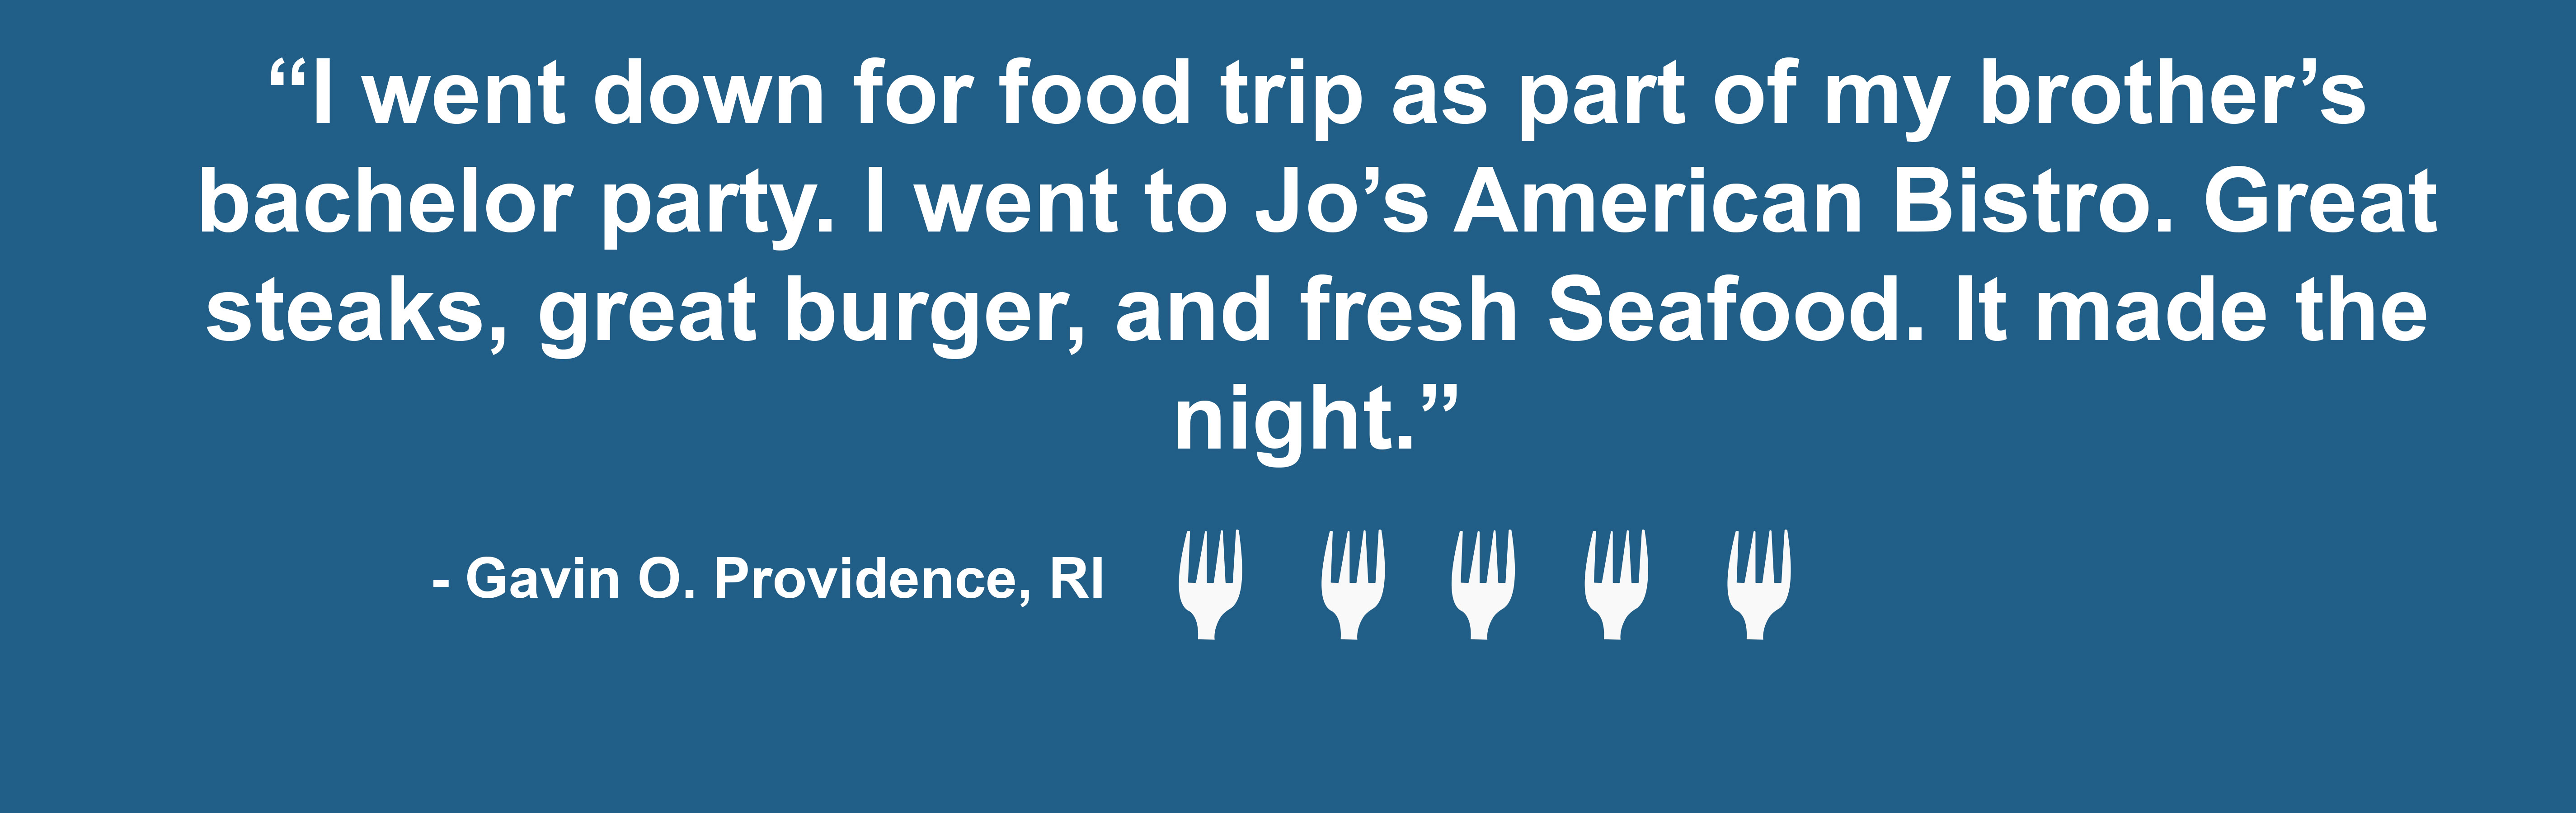 “I went down for food trip as part of my brother’s
bachelor party. I went to Jo’s American Bistro. Great
steaks, great burger, and fresh Seafood. It made the
night.”
- Gavin O. Providence, RI